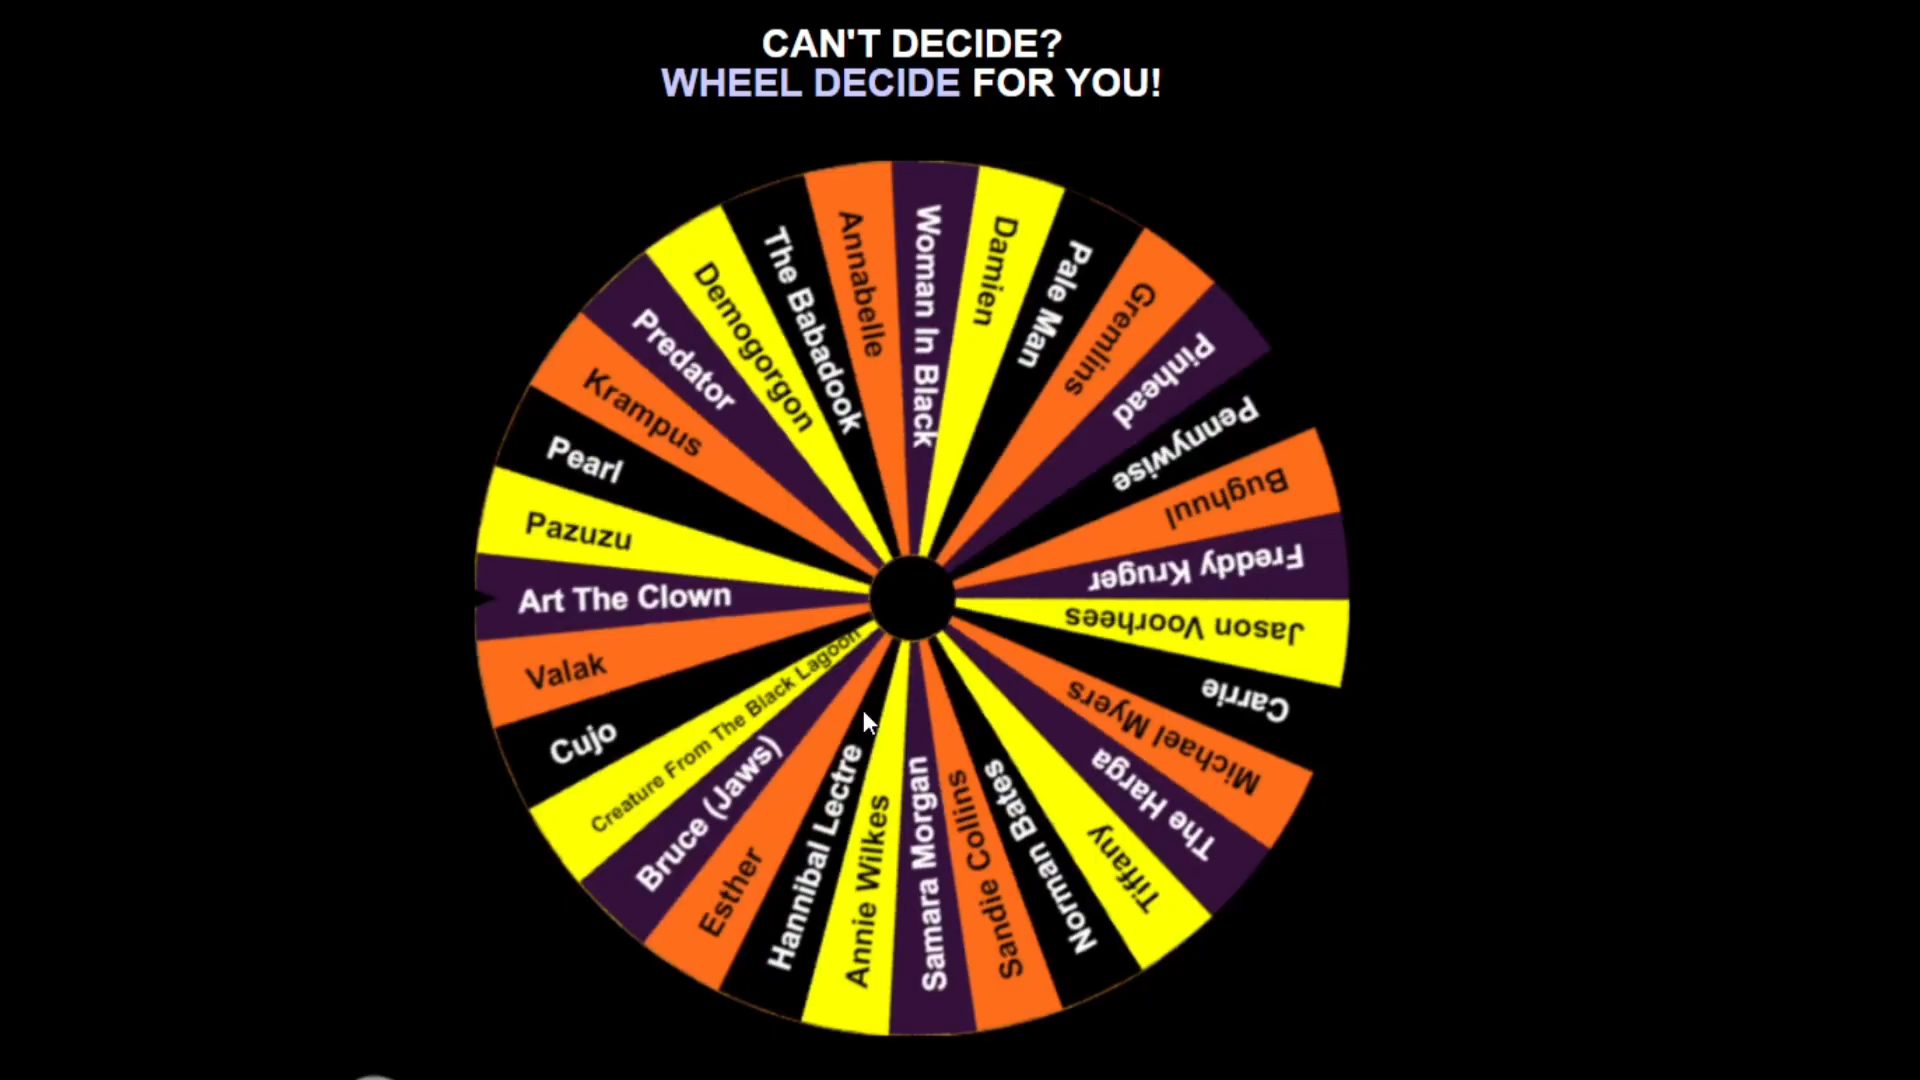 CAN'T DECIDE?
WHEEL DECIDE FOR YOU!
Woman In Black
Damien
Pale Man
Gremlins
Pinhead
Pennywise
Bughuul
Freddy Kruger
Jason Voorhees
Carrie
Michael Myers
The Harga
Tiffany
Norman Bates
Sandie Collins
Samara Morgan
Annie Wilkes
Hannibal Lectre
Esther
Bruce (Jaws)
Creature From The Black Lagoon
Cujo
Valak
Art The Clown
Pazuzu
Pearl
Krampus
Predator
Demogorgon
The Babadook
Annabelle